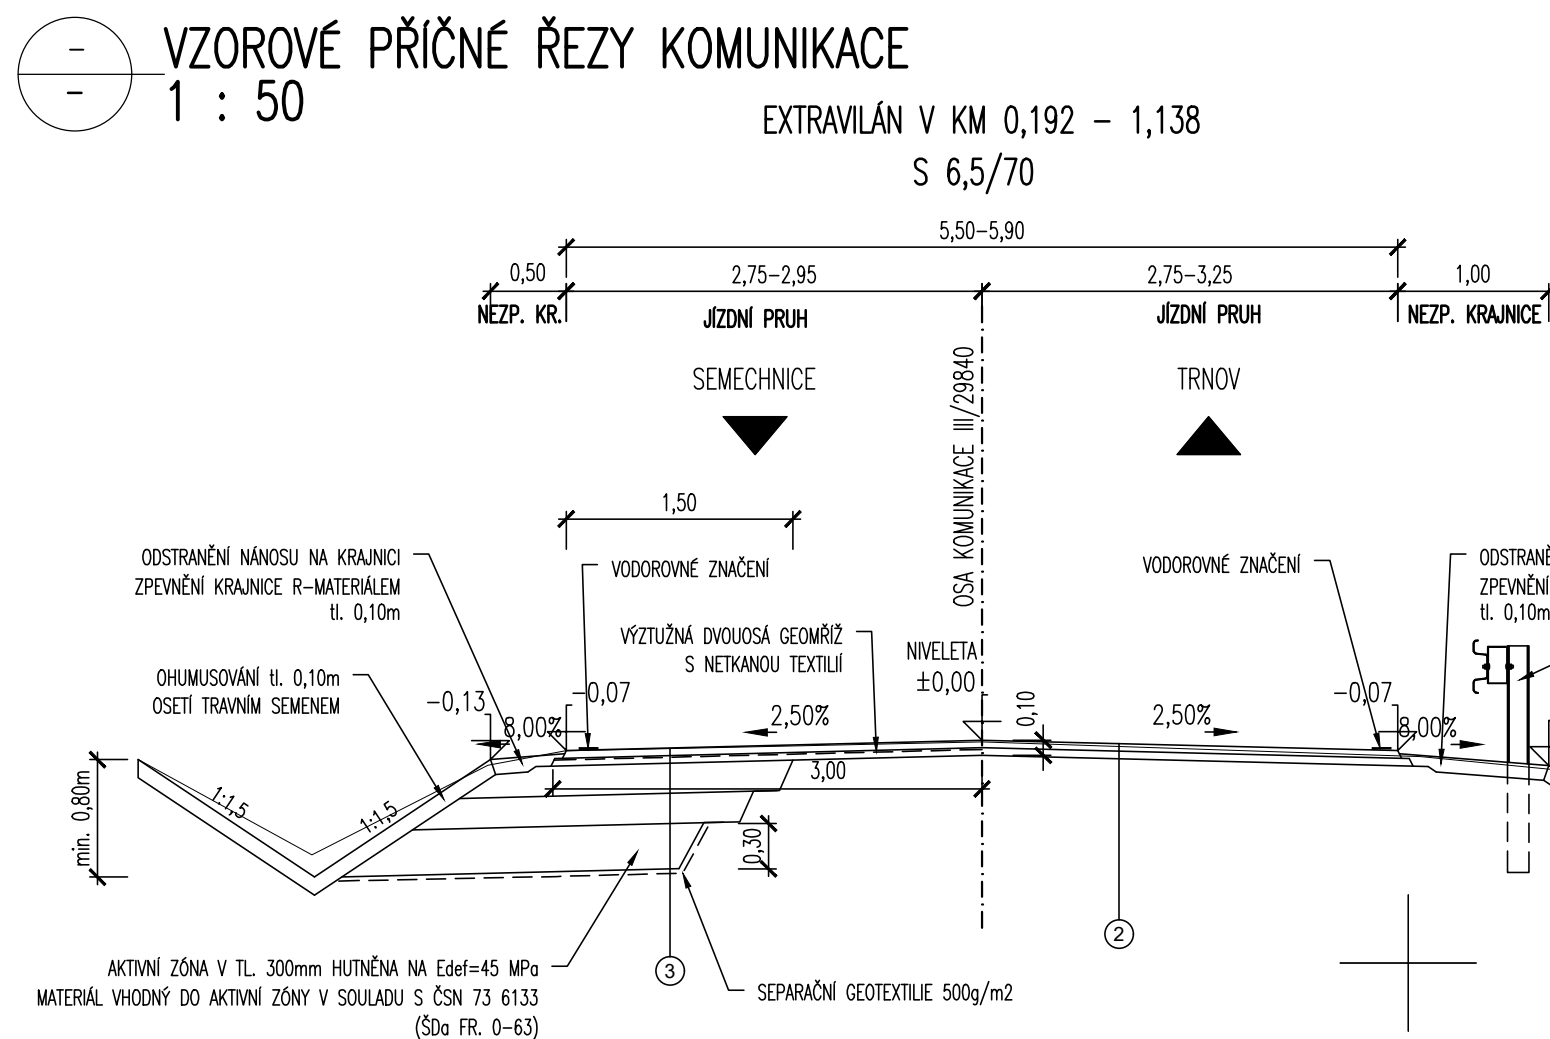 –
–
VZOROVÉ PŘÍČNÉ ŘEZY KOMUNIKACE
1 : 50
EXTRAVILÁN V KM 0,192 – 1,138
S 6,5/70
5,50–5,90
0,50
2,75–2,95
2,75–3,25
1,00
NEZP. KR.
JÍZDNÍ PRUH
JÍZDNÍ PRUH
NEZP. KRAJNICE
SEMECHNICE
TRNOV
OSA KOMUNIKACE III/29840
1,50
ODSTRANĚNÍ NÁNOSU NA KRAJNICI
ZPEVNĚNÍ KRAJNICE R–MATERIÁLEM
tl. 0,10m
VODOROVNÉ ZNAČENÍ
VODOROVNÉ ZNAČENÍ
ODSTRANĚ
ZPEVNĚNÍ
tl. 0,10m
VÝZTUŽNÁ DVOUOSÁ GEOMŘÍŽ
S NETKANOU TEXTILIÍ
NIVELETA
±0,00
OHUMUSOVÁNÍ tl. 0,10m
OSETÍ TRAVNÍM SEMENEM
–0,13
–0,07
–0,07
8,00%
2,50%
0,10
2,50%
8,00%
3,00
min. 0,80m
1:1,5
1:1,5
0,30
2
3
AKTIVNÍ ZÓNA V TL. 300mm HUTNĚNA NA Edef=45 MPa
MATERIÁL VHODNÝ DO AKTIVNÍ ZÓNY V SOULADU S ČSN 73 6133
(ŠDa FR. 0–63)
SEPARAČNÍ GEOTEXTILIE 500g/m2